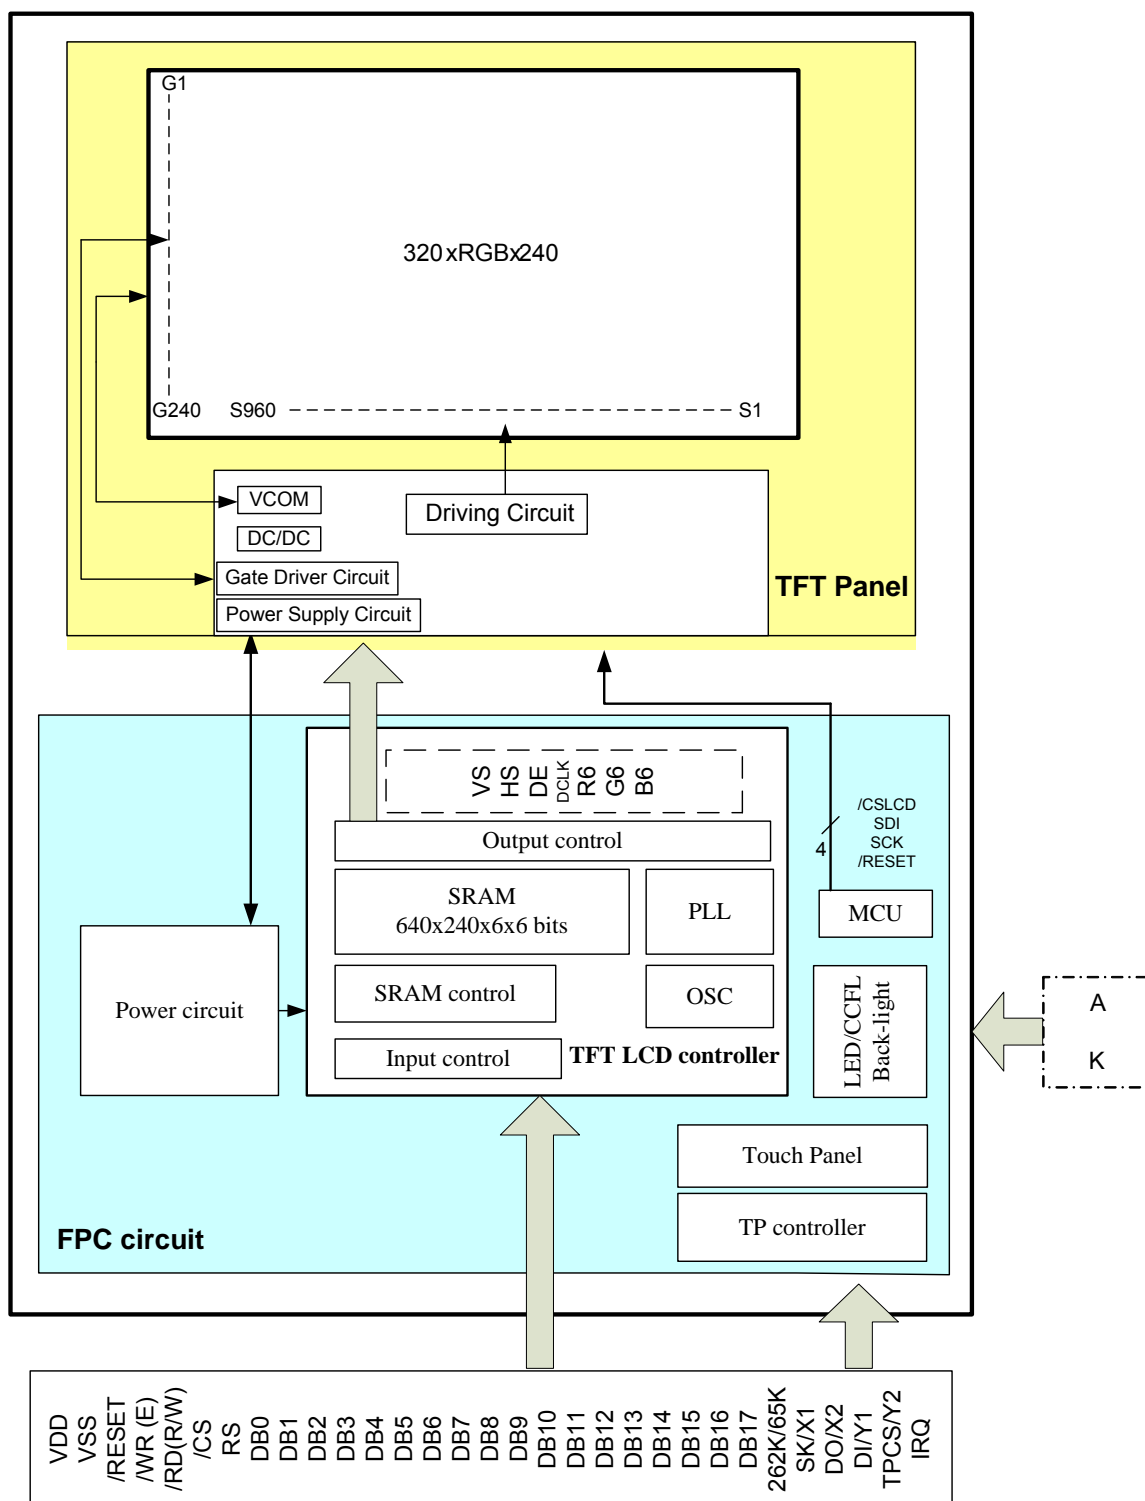 G1
320xRGBx240
G240
S960
S1
VCOM
Driving Circuit
DC/DC
Gate Driver Circuit
Power Supply Circuit
TFT Panel
VS
HS
DE
DCLK
R6
G6
B6
/CSLCD
SDI
SCK
/RESET
4
Output control
SRAM
640x240x6x6 bits
PLL
MCU
Power circuit
SRAM control
OSC
LED/CCFL
Back-light
A
K
Input control
TFT LCD controller
Touch Panel
TP controller
FPC circuit
VDD
VSS
/RESET
/WR (E)
/RD(R/W)
/CS
RS
DB0
DB1
DB2
DB3
DB4
DB5
DB6
DB7
DB8
DB9
DB10
DB11
DB12
DB13
DB14
DB15
DB16
DB17
262K/65K
SK/X1
DO/X2
DI/Y1
TPCS/Y2
IRQ